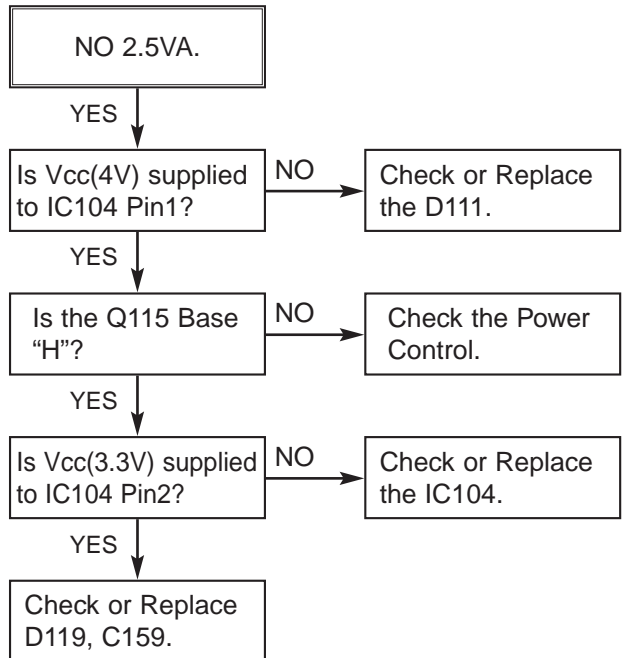 NO 2.5VA.
YES
Is Vcc(4V) supplied
to IC104 Pin1?
NO
Check or Replace
the D111.
YES
Is the Q115 Base
“H”?
NO
Check the Power
Control.
YES
Is Vcc(3.3V) supplied
to IC104 Pin2?
NO
Check or Replace
the IC104.
YES
Check or Replace
D119, C159.